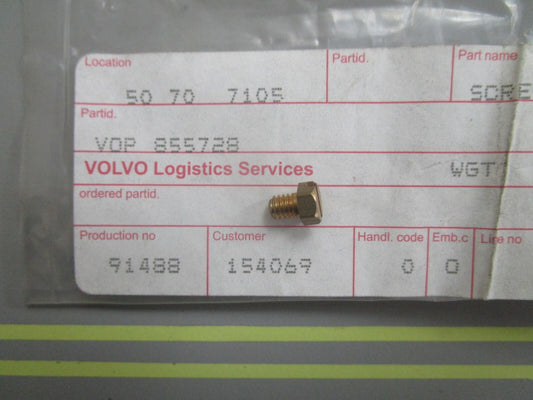 Location Partid. Part name
50 70 7105 SCRE
Partid.
VOP 855728
VOLVO Logistics Services WGT
ordered partid.
Production no Customer Handl. code Emb.c Line no
91488 154069 0 0